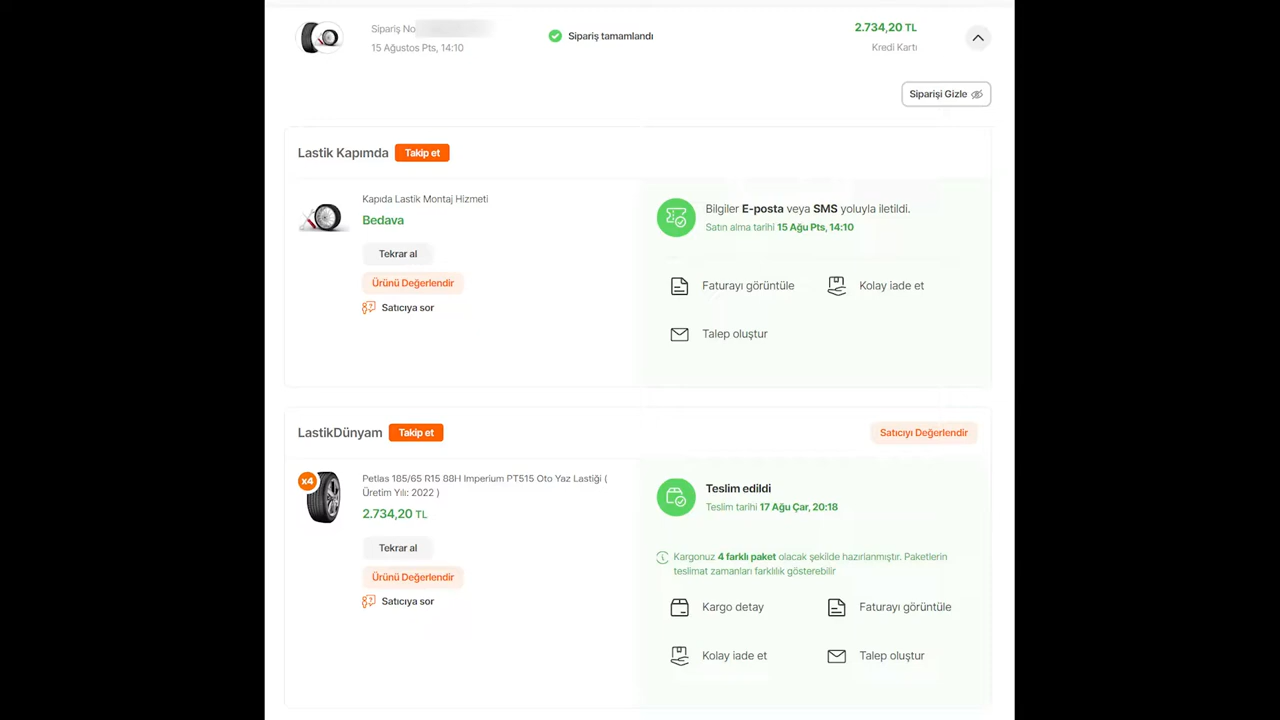 Sipariş No
15 Ağustos Pts, 14:10
Sipariş tamamlandı
2.734,20 TL
Kredi Kartı
Siparişi Gizle
Lastik Kapımda Takip et
Kapıda Lastik Montaj Hizmeti
Bedava
Tekrar al
Ürünü Değerlendir
Satıcıya sor
Bilgiler E-posta veya SMS yoluyla iletildi.
Satın alma tarihi 15 Ağu Pts, 14:10
Faturayı görüntüle
Kolay iade et
Talep oluştur
LastikDünyam Takip et
Satıcıyı Değerlendir
x4
Petlas 185/65 R15 88H Imperium PT515 Oto Yaz Lastiği (
Üretim Yılı: 2022 )
2.734,20 TL
Tekrar al
Ürünü Değerlendir
Satıcıya sor
Teslim edildi
Teslim tarihi 17 Ağu Çar, 20:18
Kargonuz 4 farklı paket olacak şekilde hazırlanmıştır. Paketlerin
teslimat zamanları farklılık gösterebilir
Kargo detay
Faturayı görüntüle
Kolay iade et
Talep oluştur